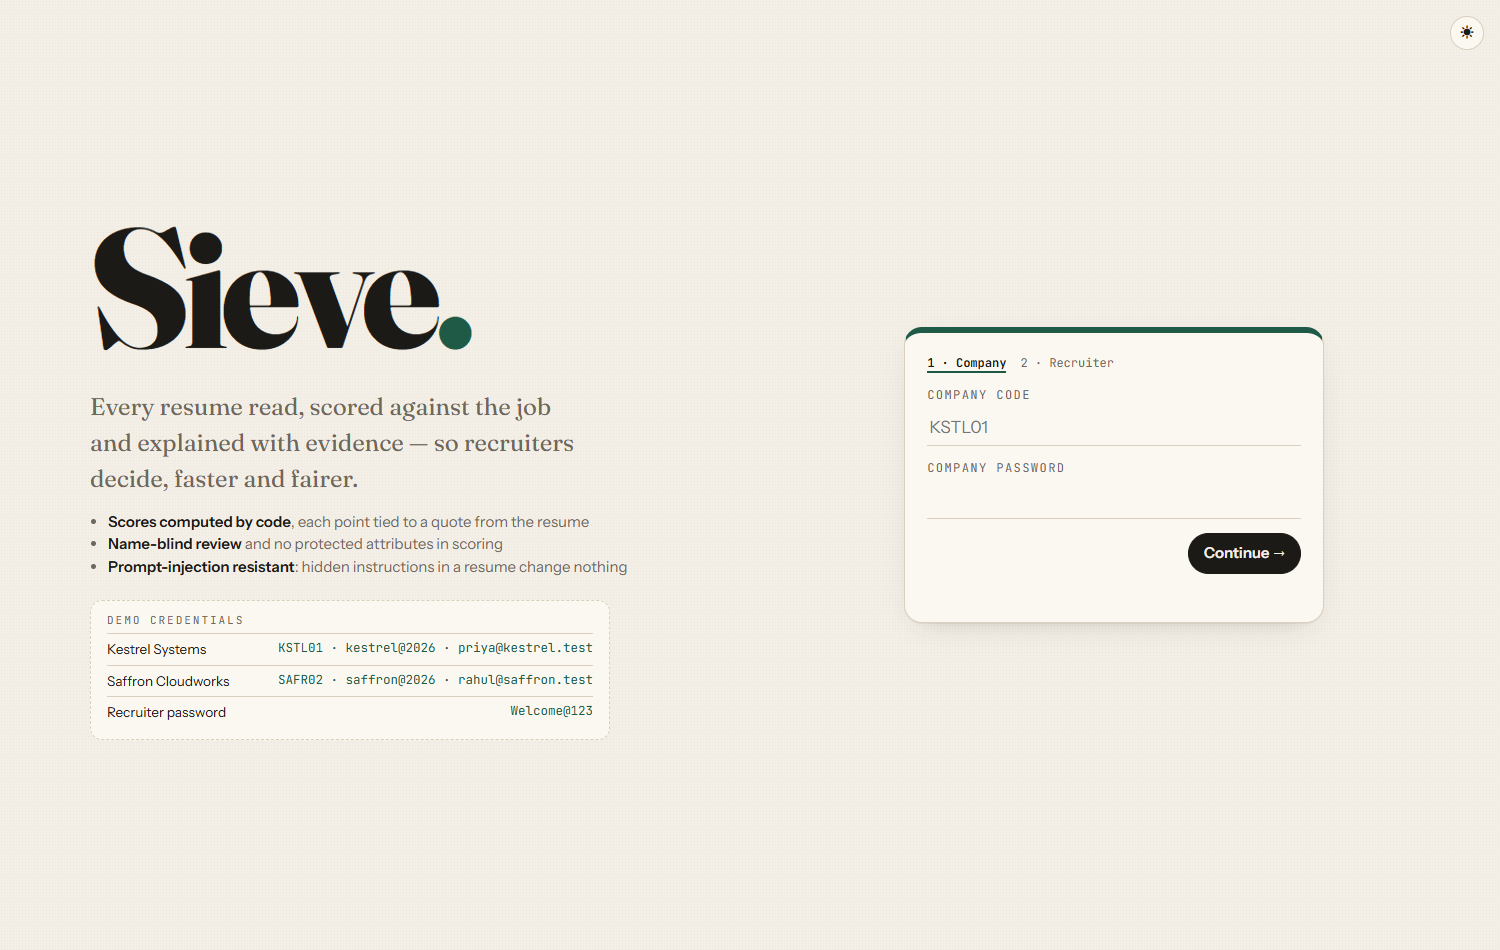 Sieve.
Every resume read, scored against the job
and explained with evidence — so recruiters
decide, faster and fairer.
• Scores computed by code, each point tied to a quote from the resume
• Name-blind review and no protected attributes in scoring
• Prompt-injection resistant: hidden instructions in a resume change nothing
DEMO CREDENTIALS
Kestrel Systems KSTL01 · kestrel@2026 · priya@kestrel.test
Saffron Cloudworks SAFR02 · saffron@2026 · rahul@saffron.test
Recruiter password Welcome@123
1 · Company 2 · Recruiter
COMPANY CODE
KSTL01
COMPANY PASSWORD
Continue →